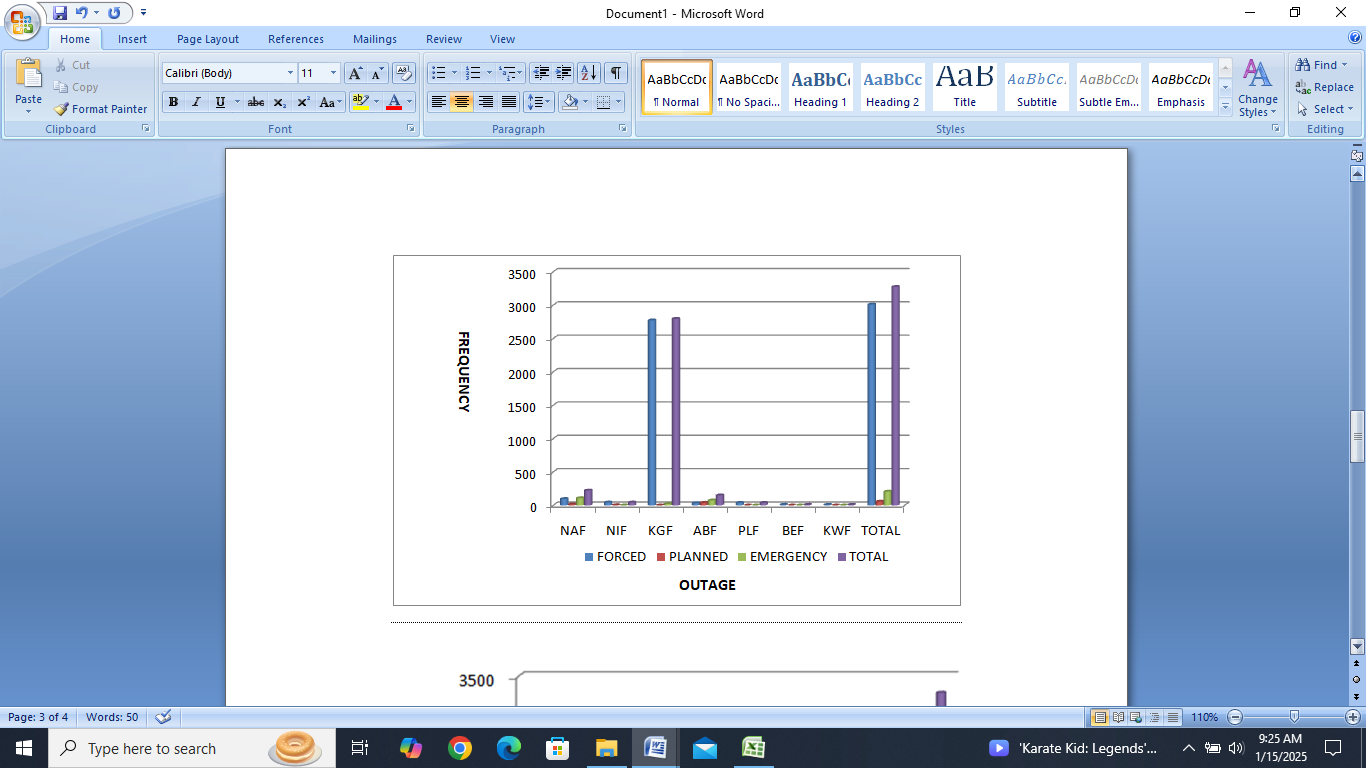 Document1 - Microsoft Word
Home Insert Page Layout References Mailings Review View
Paste
Cut
Copy
Format Painter
Clipboard
Calibri (Body) 11
B I U abc x₂ x² Aa
Font
Paragraph
AaBbCcDc AaBbCcDc AaBbC AaBbCc AaB AaBbCc. AaBbCcDc AaBbCcDc
¶ Normal ¶ No Spaci... Heading 1 Heading 2 Title Subtitle Subtle Em... Emphasis
Change Styles
Styles
Find
Replace
Select
Editing
3500
3000
2500
2000
1500
1000
500
0
FREQUENCY
NAF NIF KGF ABF PLF BEF KWF TOTAL
FORCED PLANNED EMERGENCY TOTAL
OUTAGE
3500
Page: 3 of 4 Words: 50 110%
Type here to search
'Karate Kid: Legends'...
9:25 AM
1/15/2025